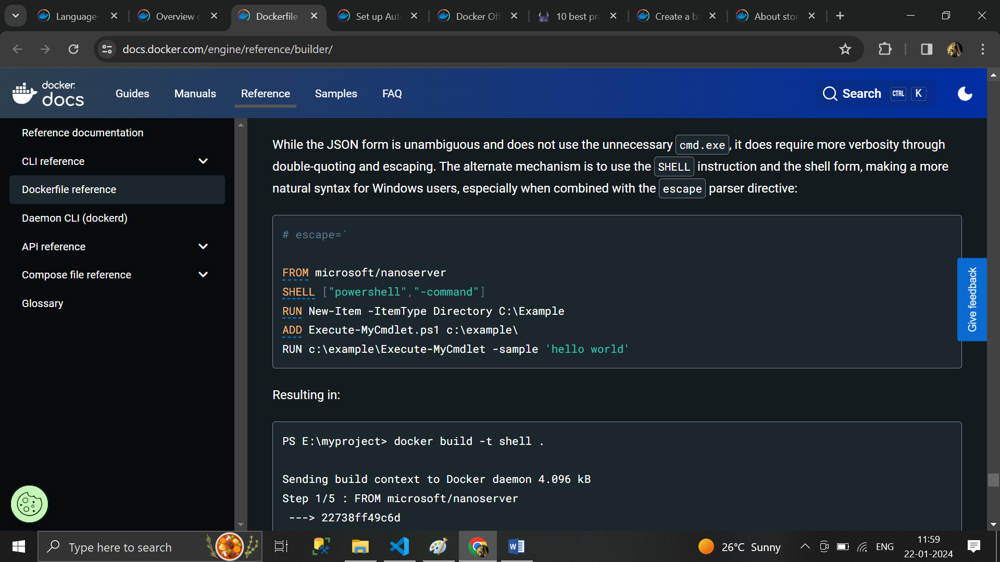 Language-
Overview c
Dockerfile
Set up Aut
Docker Off
10 best pra
Create a ba
About stor
docs.docker.com/engine/reference/builder/
docker
docs
Guides
Manuals
Reference
Samples
FAQ
Search
CTRL
K
Reference documentation
CLI reference
Dockerfile reference
Daemon CLI (dockerd)
API reference
Compose file reference
Glossary
While the JSON form is unambiguous and does not use the unnecessary cmd.exe, it does require more verbosity through
double-quoting and escaping. The alternate mechanism is to use the SHELL instruction and the shell form, making a more
natural syntax for Windows users, especially when combined with the escape parser directive:
# escape=`
FROM microsoft/nanoserver
SHELL ["powershell","-command"]
RUN New-Item -ItemType Directory C:\Example
ADD Execute-MyCmdlet.ps1 c:\example\
RUN c:\example\Execute-MyCmdlet -sample 'hello world'
Resulting in:
PS E:\myproject> docker build -t shell .
Sending build context to Docker daemon 4.096 kB
Step 1/5 : FROM microsoft/nanoserver
---> 22738ff49c6d
Give feedback
Type here to search
26°C Sunny
ENG
11:59
22-01-2024